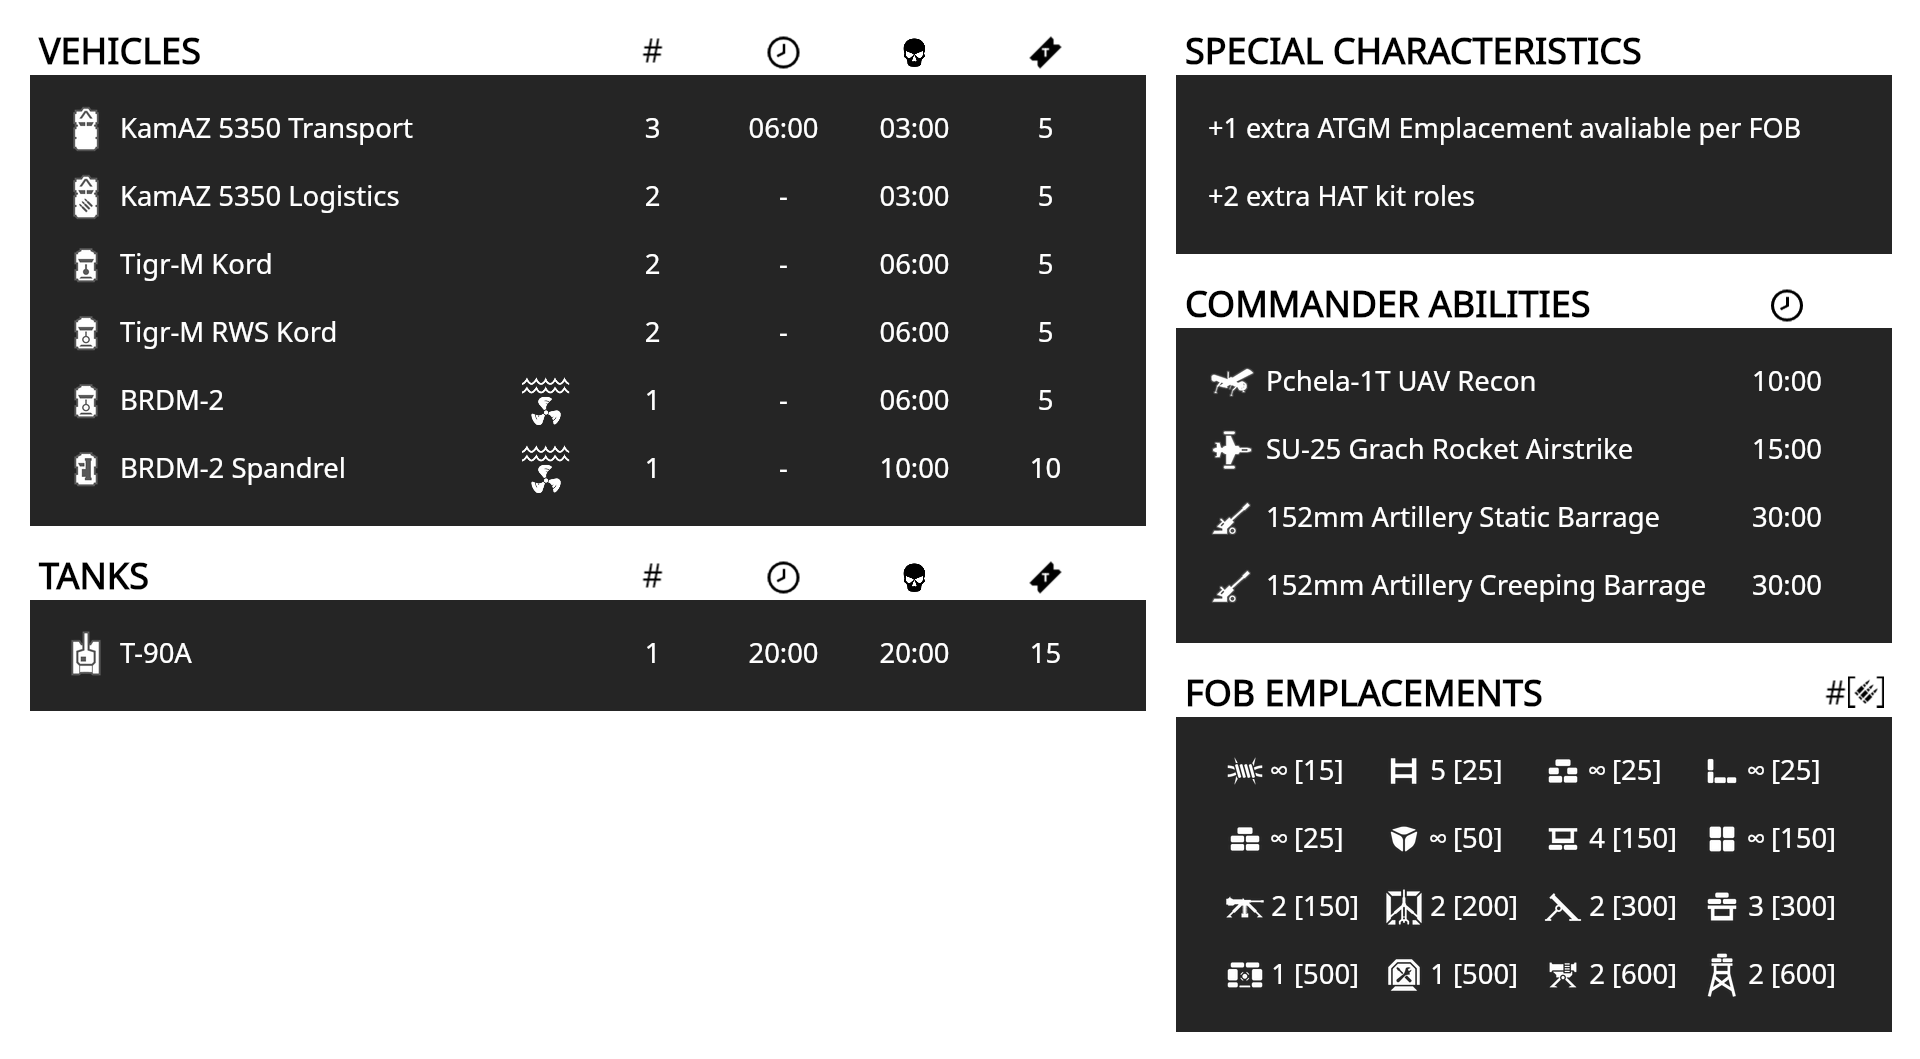 VEHICLES #
KamAZ 5350 Transport 3 06:00 03:00 5
KamAZ 5350 Logistics 2 - 03:00 5
Tigr-M Kord 2 - 06:00 5
Tigr-M RWS Kord 2 - 06:00 5
BRDM-2 1 - 06:00 5
BRDM-2 Spandrel 1 - 10:00 10
TANKS #
T-90A 1 20:00 20:00 15
SPECIAL CHARACTERISTICS
+1 extra ATGM Emplacement avaliable per FOB
+2 extra HAT kit roles
COMMANDER ABILITIES
Pchela-1T UAV Recon 10:00
SU-25 Grach Rocket Airstrike 15:00
152mm Artillery Static Barrage 30:00
152mm Artillery Creeping Barrage 30:00
FOB EMPLACEMENTS #[]
∞ [15] 5 [25] ∞ [25] ∞ [25]
∞ [25] ∞ [50] 4 [150] ∞ [150]
2 [150] 2 [200] 2 [300] 3 [300]
1 [500] 1 [500] 2 [600] 2 [600]